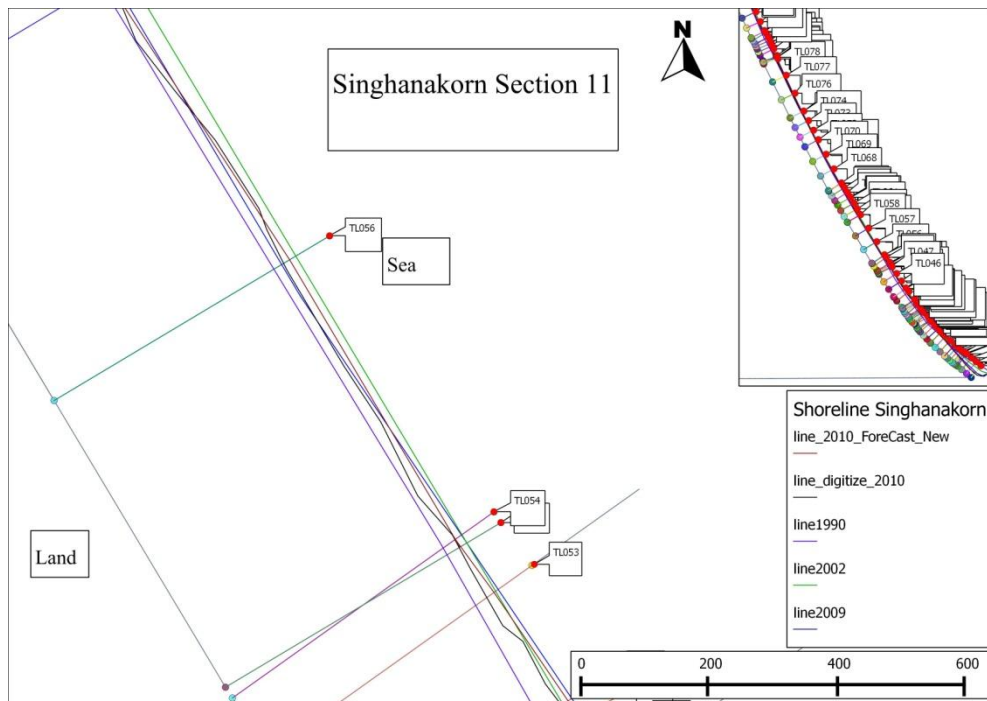 Singhanakorn Section 11
N
TL078
TL077
TL076
TL074
TL070
TL069
TL068
TL058
TL057
TL047
TL046
TL056
Sea
TL054
TL053
Land
Shoreline Singhanakorn
line_2010_ForeCast_New
line_digitize_2010
line1990
line2002
line2009
0 200 400 600